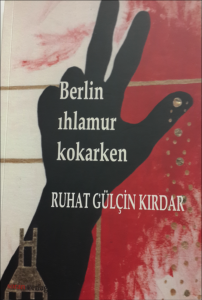 Berlin
ıhlamur
kokarken
RUHAT GÜLÇİN KIRDAR